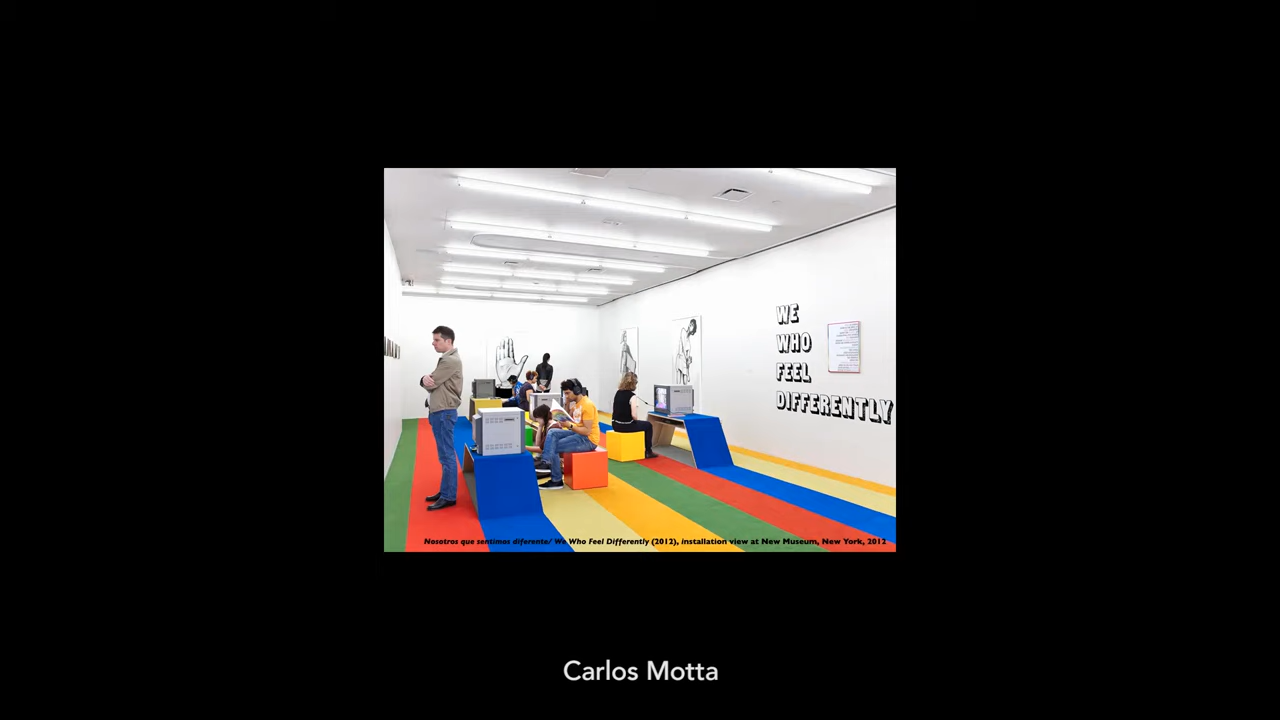 WE
WHO
FEEL
DIFFERENTLY
Nosotros que sentimos diferente/ We Who Feel Differently (2012), installation view at New Museum, New York, 2012
Carlos Motta